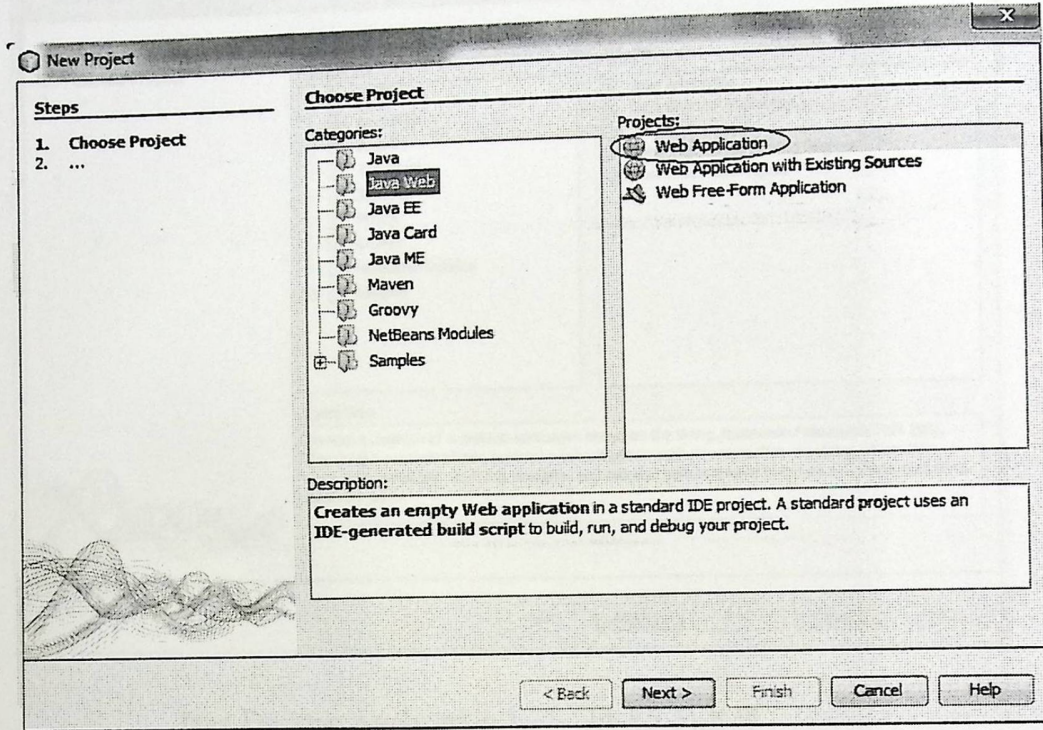 X
New Project
Steps
1. Choose Project
2. ...
Choose Project
Categories:
Java
Java Web
Java EE
Java Card
Java ME
Maven
Groovy
NetBeans Modules
Samples
Projects:
Web Application
Web Application with Existing Sources
Web Free-Form Application
Description:
Creates an empty Web application in a standard IDE project. A standard project uses an
IDE-generated build script to build, run, and debug your project.
< Back
Next >
Finish
Cancel
Help